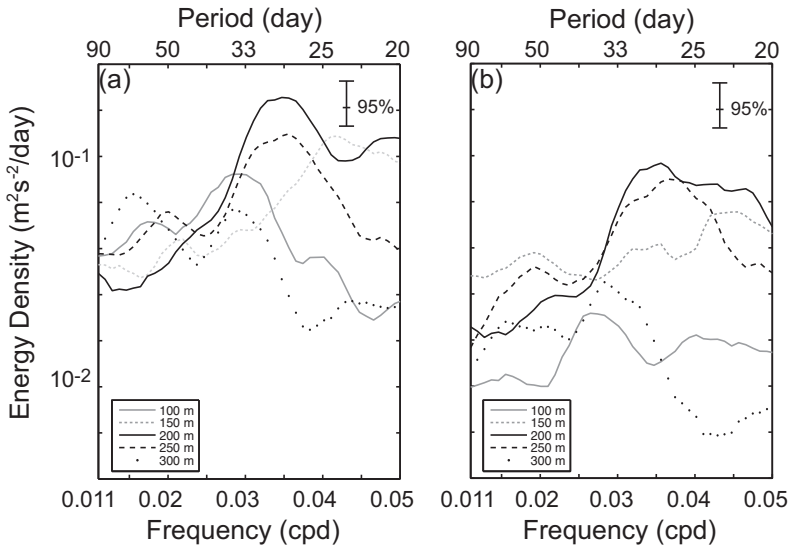 Period (day)
90 50 33 25 20
(a)
95%
Energy Density (m²s⁻²/day)
10⁻¹
10⁻²
100 m
150 m
200 m
250 m
300 m
0.011 0.02 0.03 0.04 0.05
Frequency (cpd)
Period (day)
90 50 33 25 20
(b)
95%
100 m
150 m
200 m
250 m
300 m
0.011 0.02 0.03 0.04 0.05
Frequency (cpd)